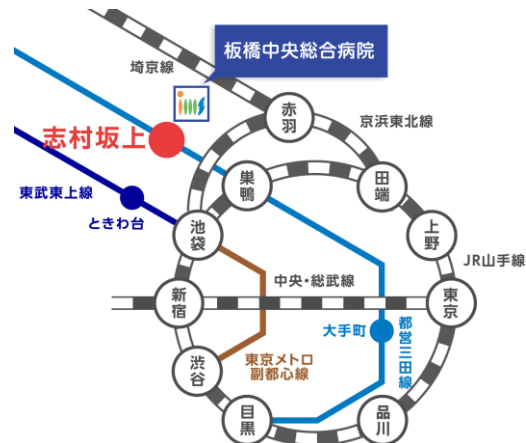 板橋中央総合病院
埼京線
赤羽
京浜東北線
志村坂上
巣鴨
田端
東武東上線
ときわ台
池袋
上野
JR山手線
中央・総武線
新宿
東京
大手町
都営三田線
東京メトロ
副都心線
渋谷
目黒
品川